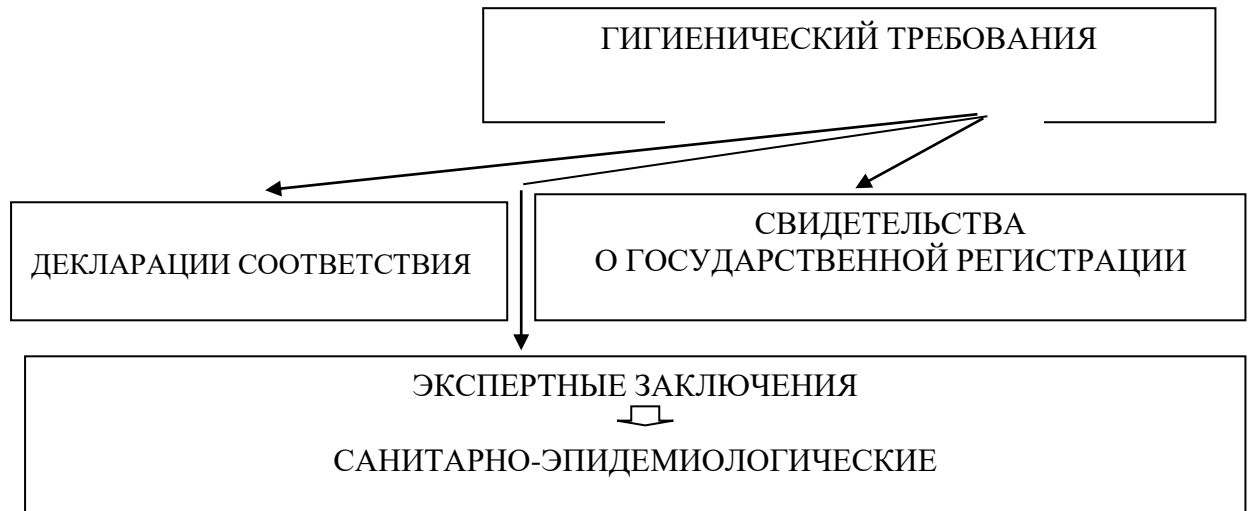 ГИГИЕНИЧЕСКИЙ ТРЕБОВАНИЯ
ДЕКЛАРАЦИИ СООТВЕТСТВИЯ
СВИДЕТЕЛЬСТВА
О ГОСУДАРСТВЕННОЙ РЕГИСТРАЦИИ
ЭКСПЕРТНЫЕ ЗАКЛЮЧЕНИЯ
САНИТАРНО-ЭПИДЕМИОЛОГИЧЕСКИЕ